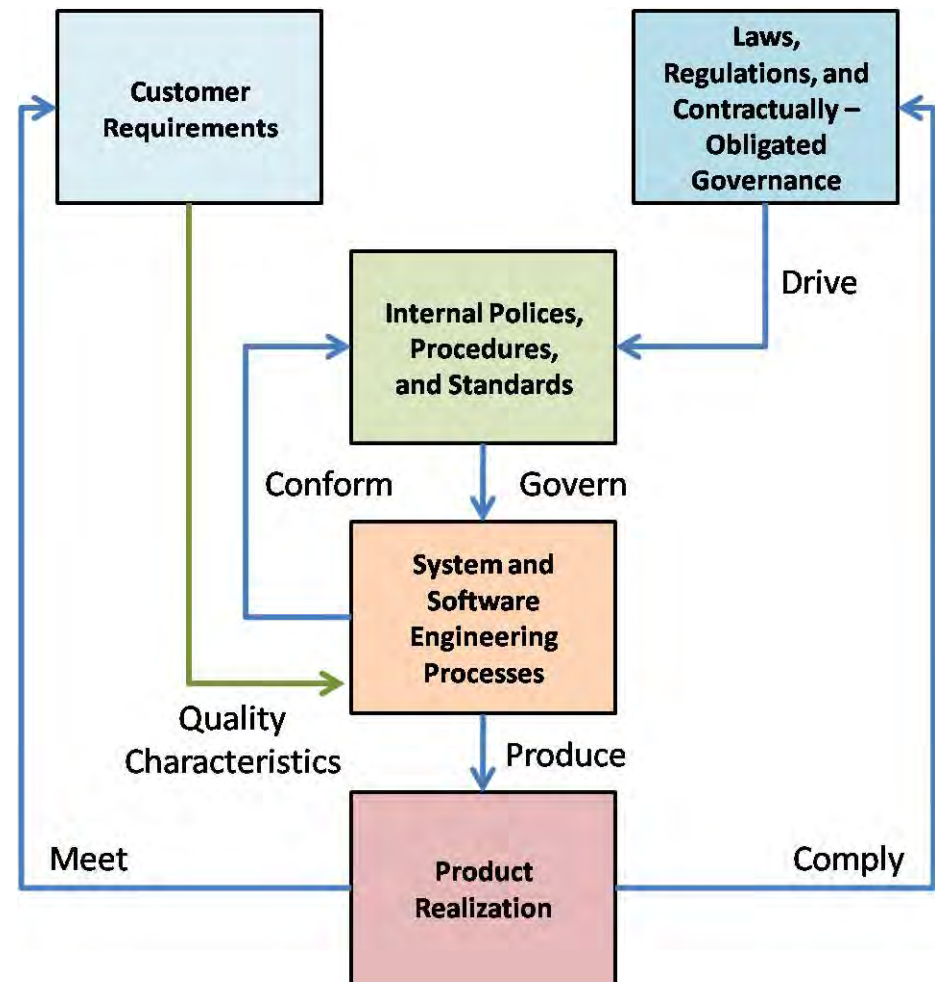 Customer
Requirements
Laws,
Regulations, and
Contractually –
Obligated
Governance
Drive
Internal Polices,
Procedures,
and Standards
Conform
Govern
System and
Software
Engineering
Processes
Quality
Characteristics
Produce
Meet
Product
Realization
Comply